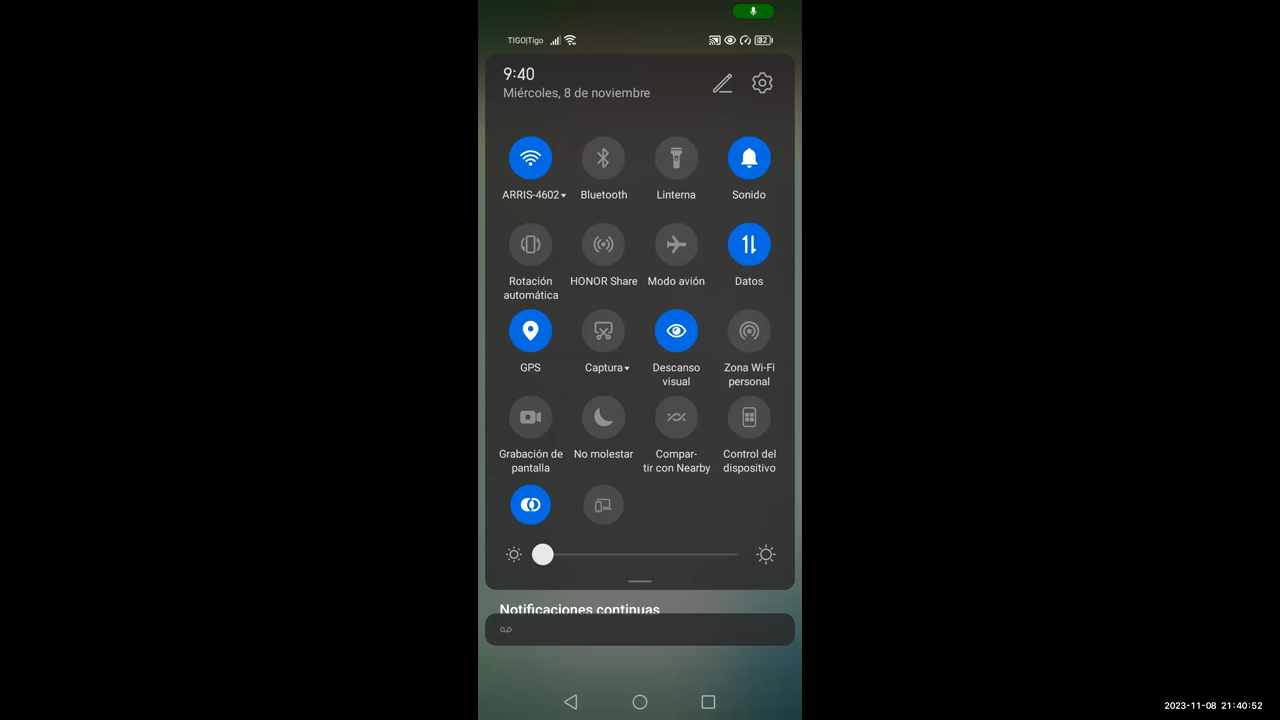 TIGO|Tigo
82
9:40
Miércoles, 8 de noviembre
ARRIS-4602
Bluetooth
Linterna
Sonido
Rotación
automática
HONOR Share
Modo avión
Datos
GPS
Captura
Descanso
visual
Zona Wi-Fi
personal
Grabación de
pantalla
No molestar
Compar-
tir con Nearby
Control del
dispositivo
Notificaciones continuas
2023-11-08 21:40:52